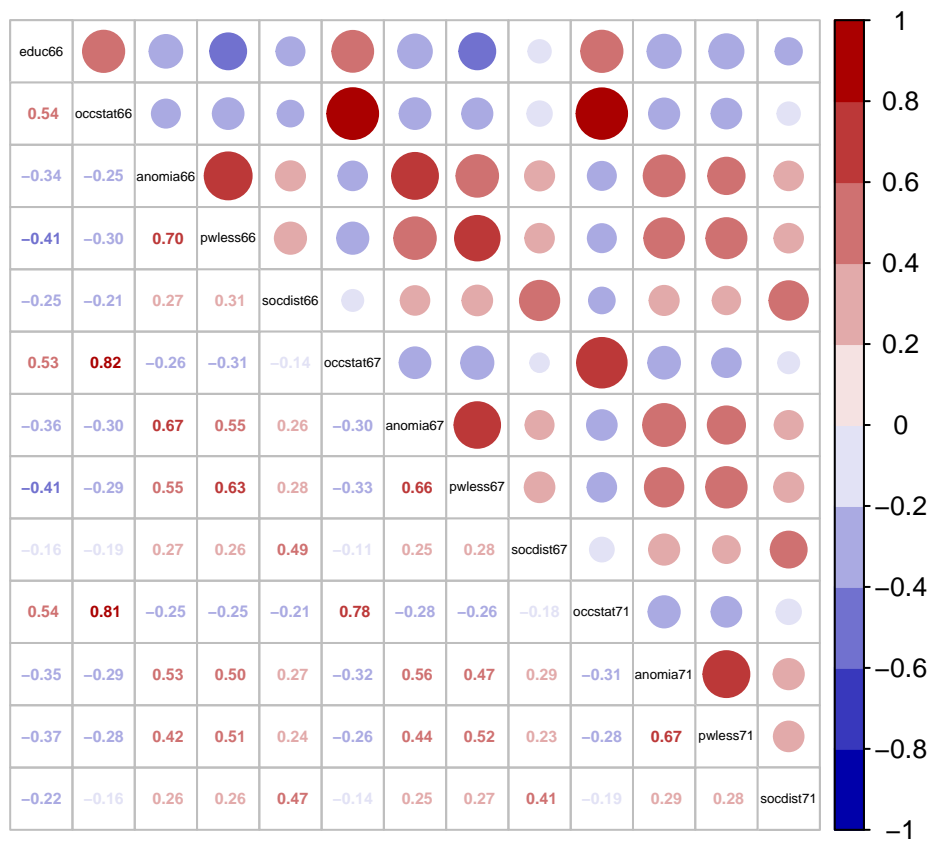 educ66
0.54 occstat66
−0.34 −0.25 anomia66
−0.41 −0.30 0.70 pwless66
−0.25 −0.21 0.27 0.31 socdist66
0.53 0.82 −0.26 −0.31 −0.14 occstat67
−0.36 −0.30 0.67 0.55 0.26 −0.30 anomia67
−0.41 −0.29 0.55 0.63 0.28 −0.33 0.66 pwless67
−0.16 −0.19 0.27 0.26 0.49 −0.11 0.25 0.28 socdist67
0.54 0.81 −0.25 −0.25 −0.21 0.78 −0.28 −0.26 −0.18 occstat71
−0.35 −0.29 0.53 0.50 0.27 −0.32 0.56 0.47 0.29 −0.31 anomia71
−0.37 −0.28 0.42 0.51 0.24 −0.26 0.44 0.52 0.23 −0.28 0.67 pwless71
−0.22 −0.16 0.26 0.26 0.47 −0.14 0.25 0.27 0.41 −0.19 0.29 0.28 socdist71
1
0.8
0.6
0.4
0.2
0
−0.2
−0.4
−0.6
−0.8
−1